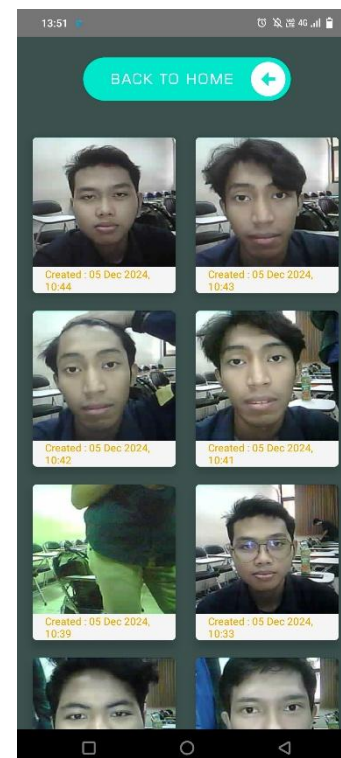 13:51
4G
BACK TO HOME
Created : 05 Dec 2024,
10:44
Created : 05 Dec 2024,
10:43
Created : 05 Dec 2024,
10:42
Created : 05 Dec 2024,
10:41
Created : 05 Dec 2024,
10:39
Created : 05 Dec 2024,
10:33